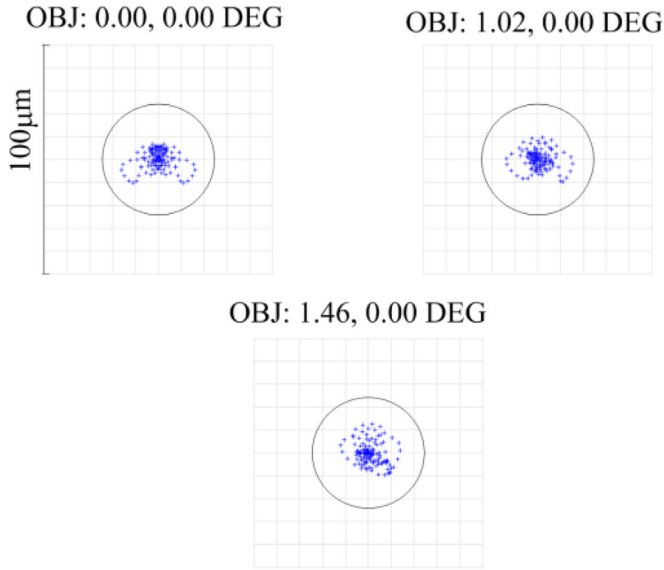 OBJ: 0.00, 0.00 DEG
OBJ: 1.02, 0.00 DEG
100μm
OBJ: 1.46, 0.00 DEG